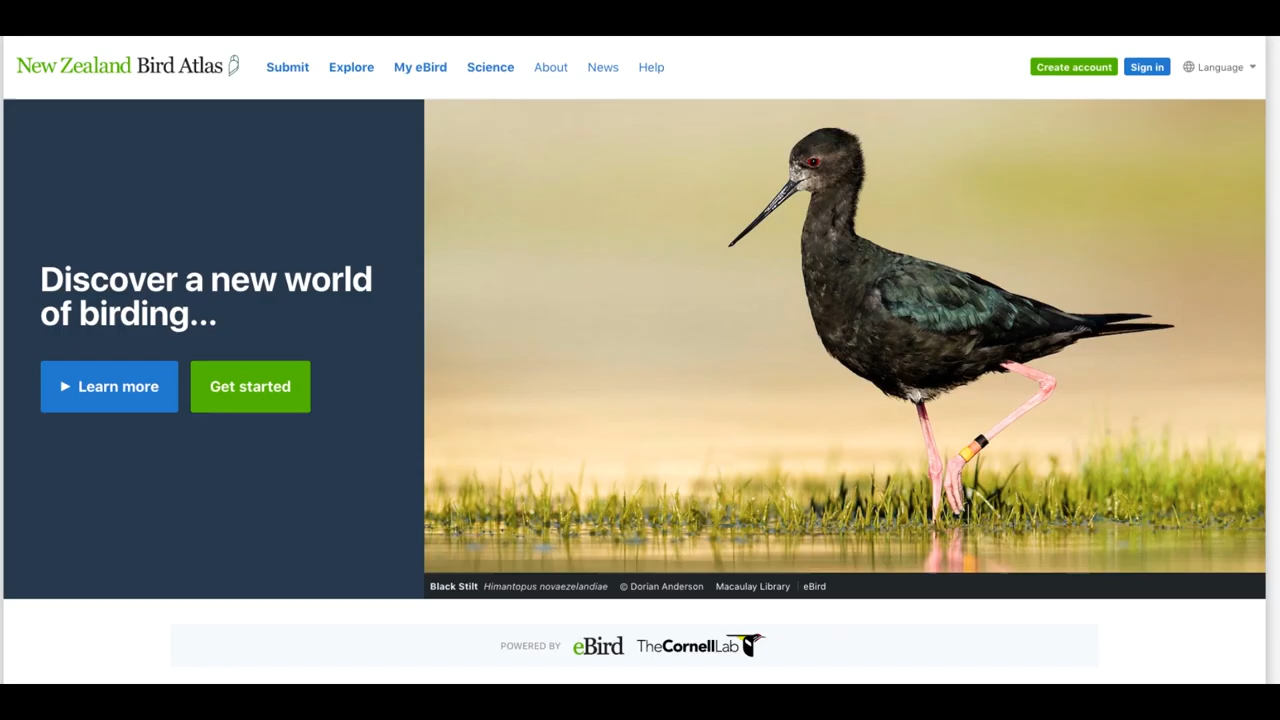 New Zealand Bird Atlas
Submit Explore My eBird Science About News Help
Create account Sign in Language
Discover a new world
of birding...
Learn more Get started
Black Stilt Himantopus novaezelandiae © Dorian Anderson Macaulay Library eBird
POWERED BY eBird TheCornellLab